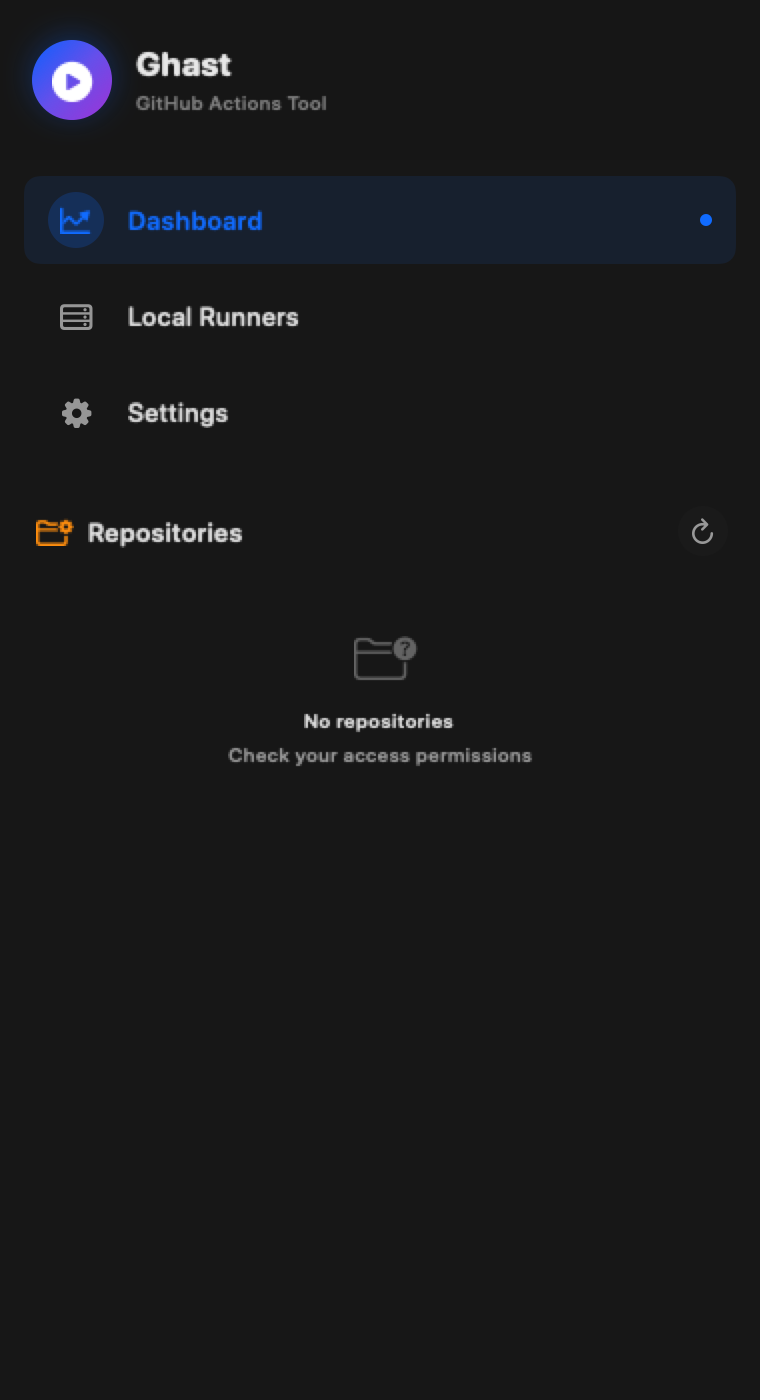 Ghast
GitHub Actions Tool
Dashboard
Local Runners
Settings
Repositories
?
No repositories
Check your access permissions